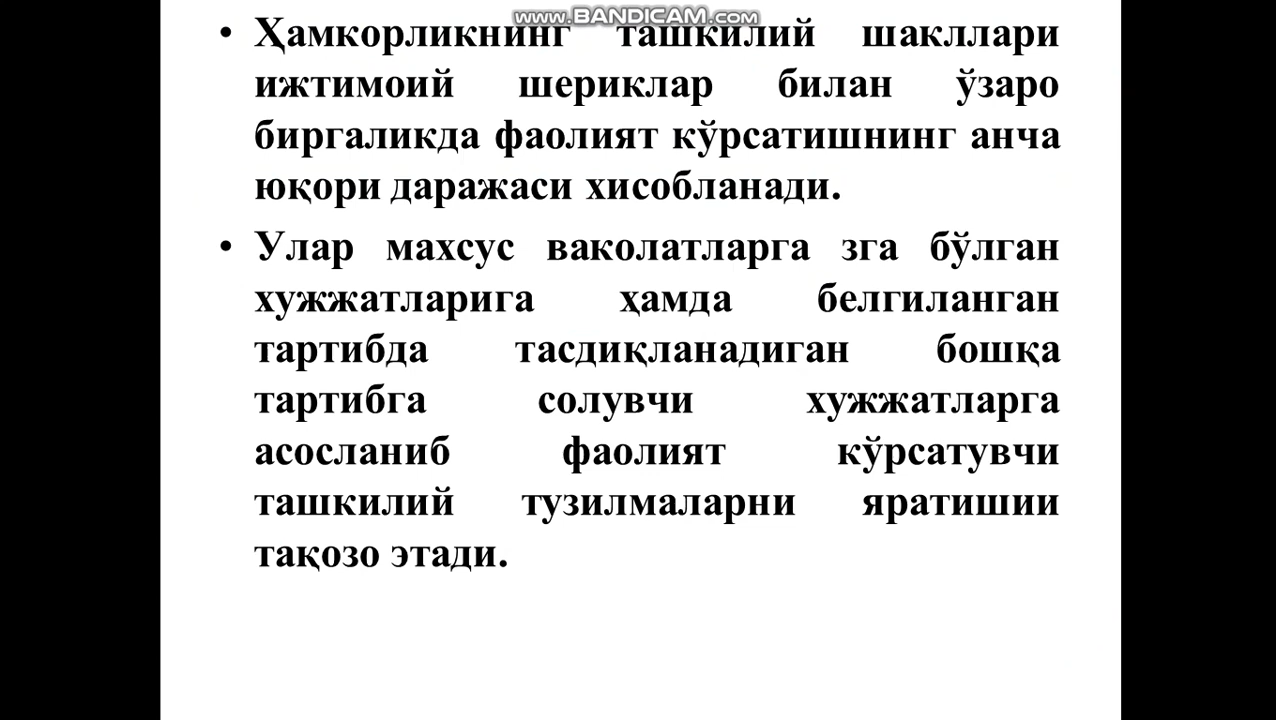 www.BANDICAM.com
• Ҳамкорликнинг ташкилий шакллари
ижтимоий шериклар билан ўзаро
биргаликда фаолият кўрсатишнинг анча
юқори даражаси хисобланади.
• Улар махсус ваколатларга зга бўлган
хужжатларига ҳамда белгиланган
тартибда тасдиқланадиган бошқа
тартибга солувчи хужжатларга
асосланиб фаолият кўрсатувчи
ташкилий тузилмаларни яратишии
тақозо этади.